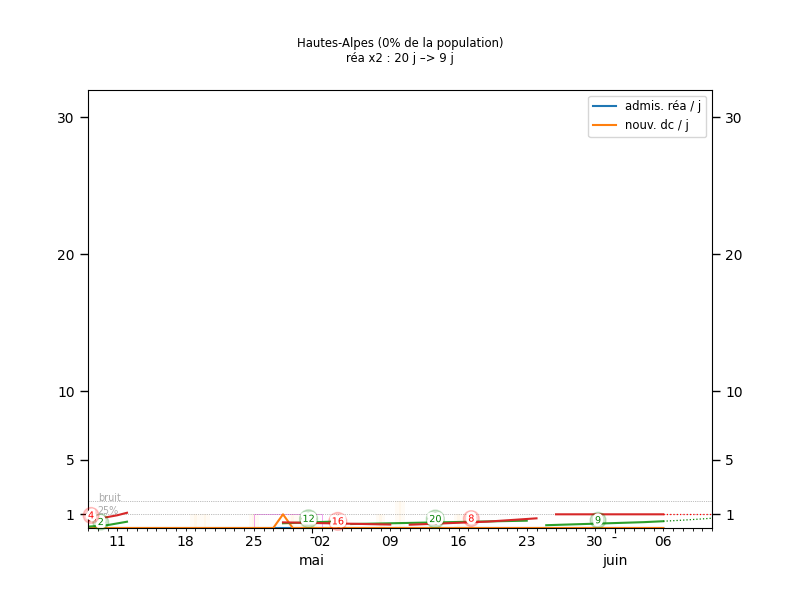 Hautes-Alpes (0% de la population)
réa x2 : 20 j –> 9 j
admis. réa / j
nouv. dc / j
30 30
20 20
10 10
5 5
bruit
25%
1 1
4 2 12 16 20 8 9
11 18 25 02 09 16 23 30 06
mai juin